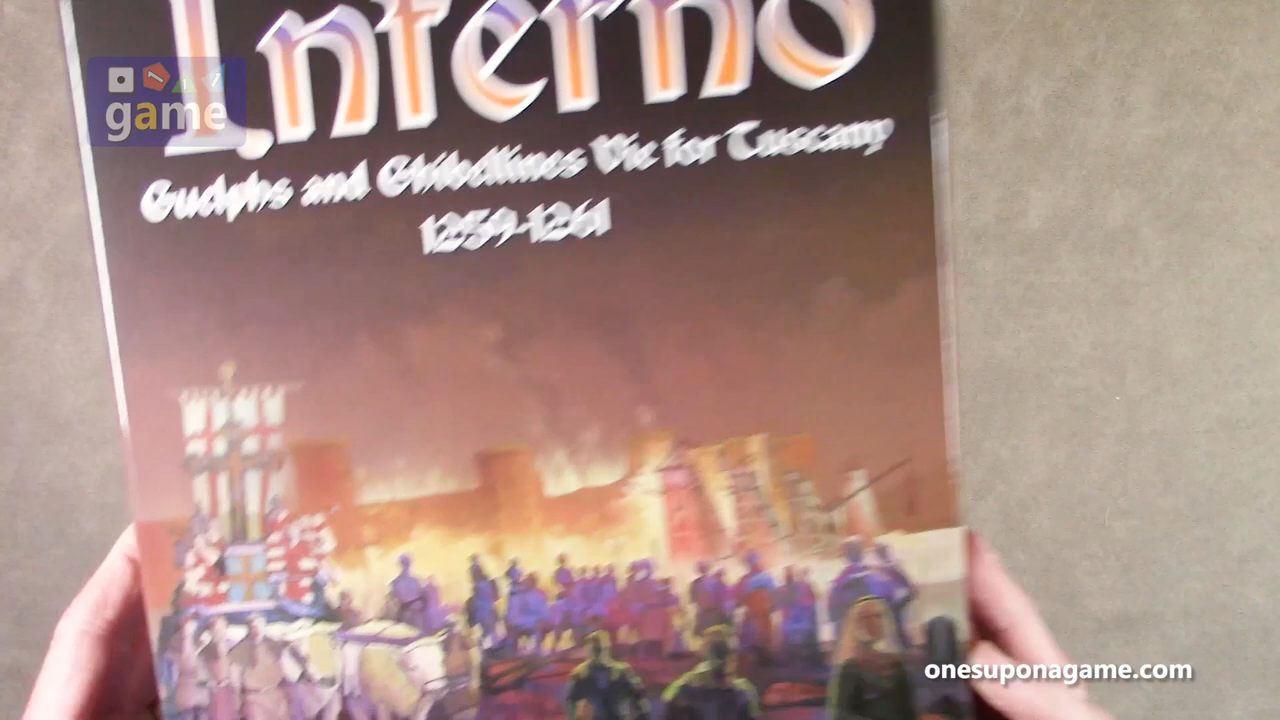 Inferno
game
Guelphs and Ghibellines Vie for Tuscany
1259-1261
onesuponagame.com